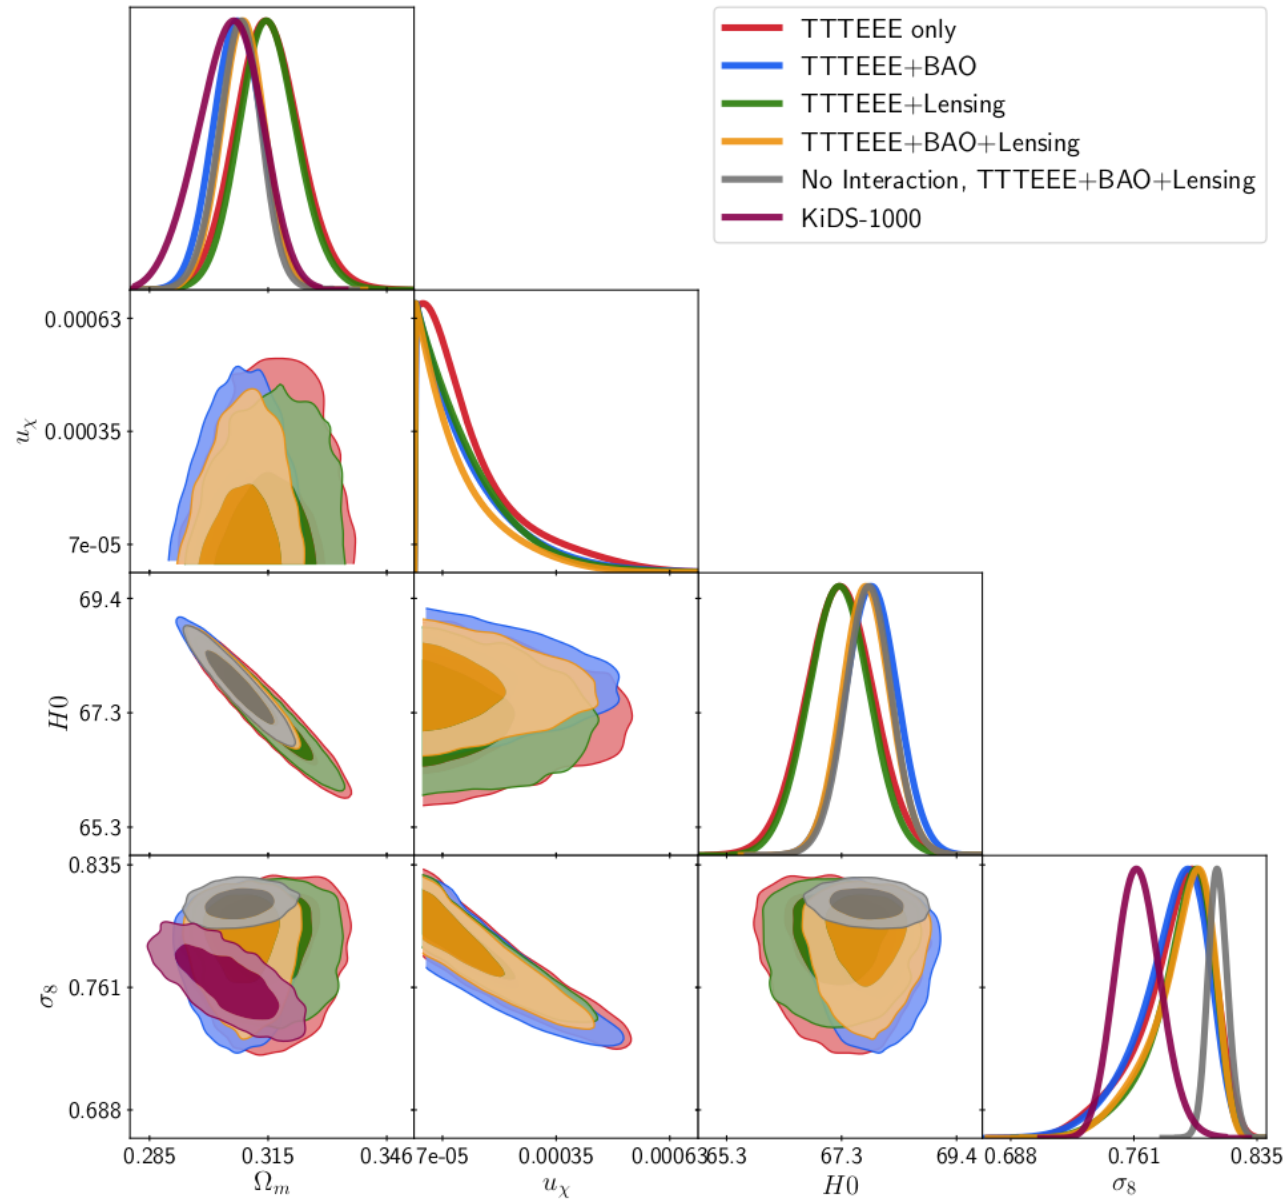 TTTEEE only
TTTEEE+BAO
TTTEEE+Lensing
TTTEEE+BAO+Lensing
No Interaction, TTTEEE+BAO+Lensing
KiDS-1000
0.00063
0.00035
7e-05
u_χ
69.4
67.3
65.3
H0
0.835
0.761
0.688
σ_8
0.285 0.315 0.346 7e-05 0.00035 0.00063 65.3 67.3 69.4 0.688 0.761 0.835
Ω_m u_χ H0 σ_8